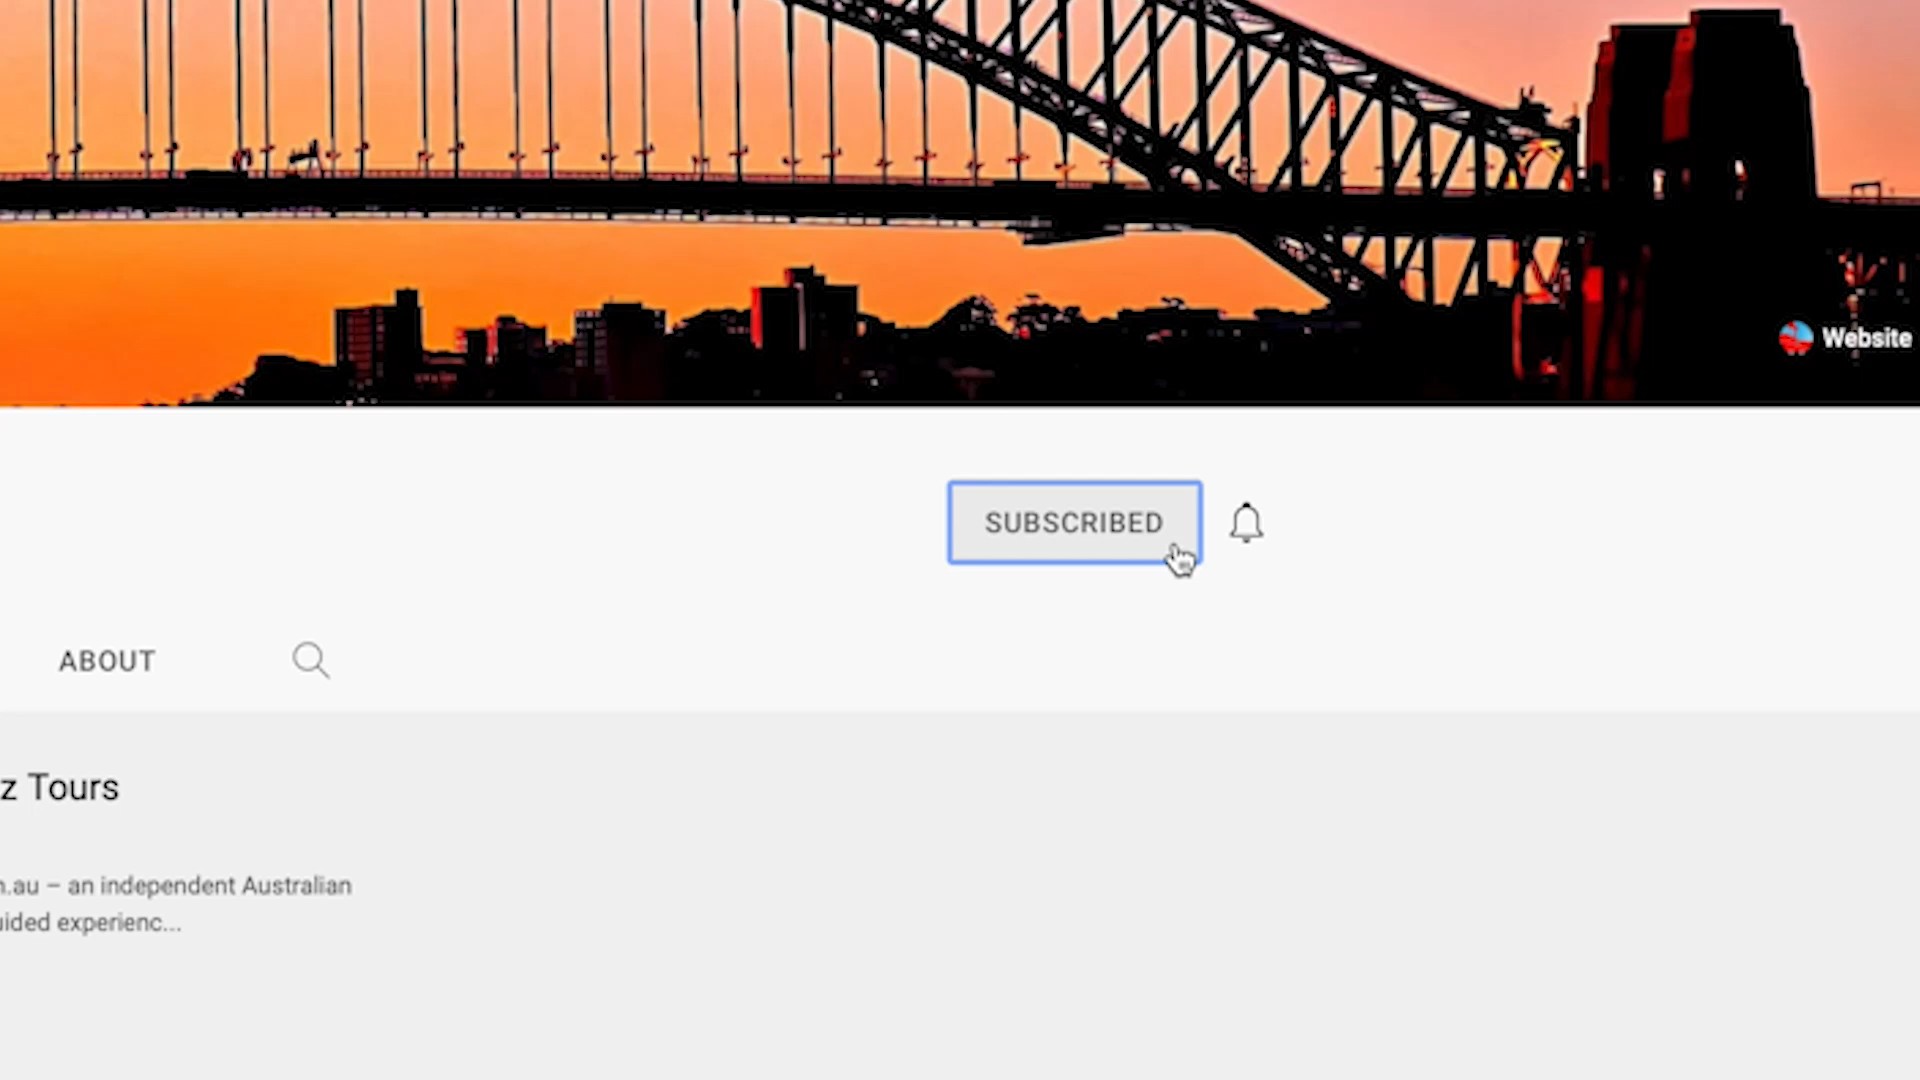 Website
SUBSCRIBED
ABOUT
z Tours
.au – an independent Australian
uided experienc...